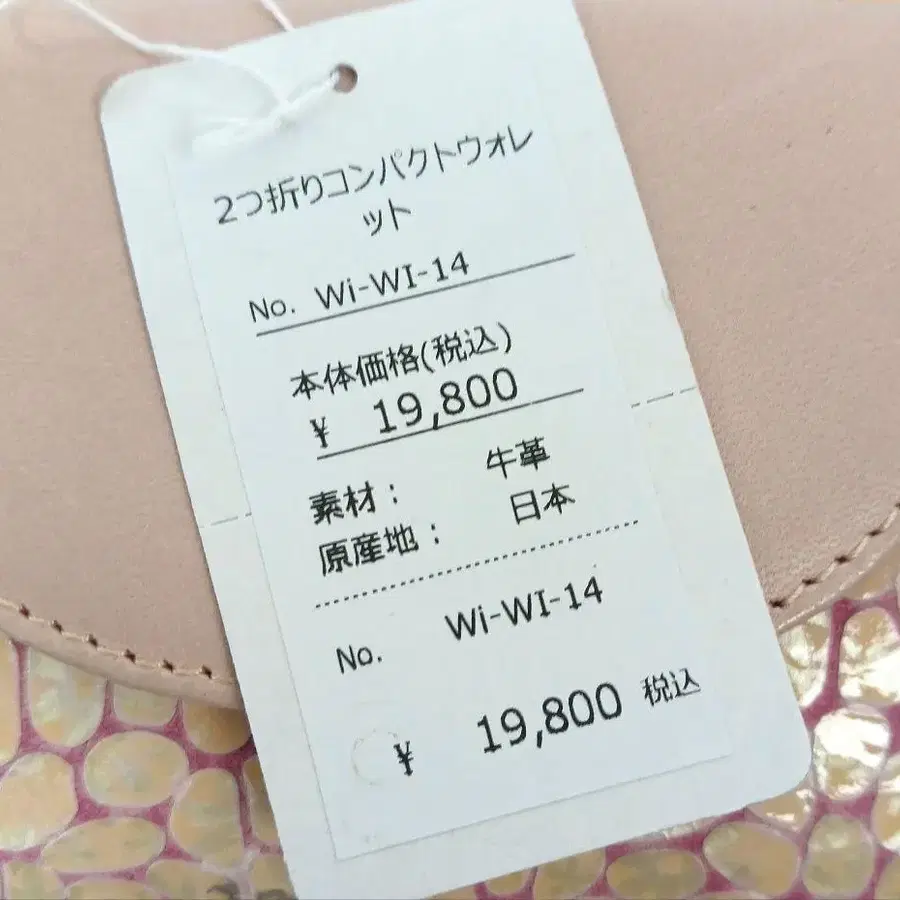 2つ折りコンパクトウォレ
ット
No. Wi-WI-14
本体価格(税込)
¥ 19,800
素材： 牛革
原産地： 日本
No. Wi-WI-14
¥ 19,800 税込